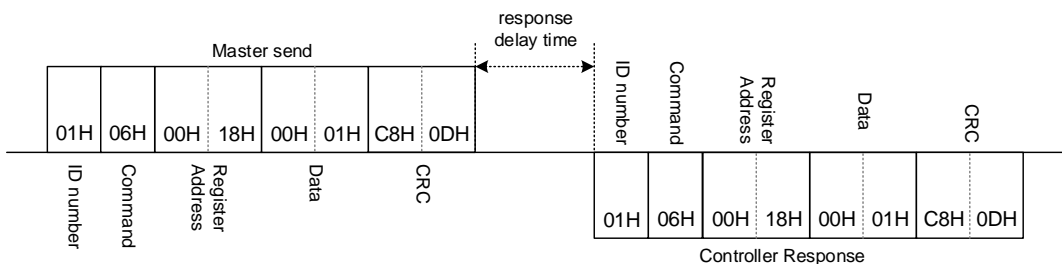 response
delay time
Master send
01H 06H 00H 18H 00H 01H C8H 0DH
ID number
Command
Register
Address
Data
CRC
ID number
Command
Register
Address
Data
CRC
01H 06H 00H 18H 00H 01H C8H 0DH
Controller Response